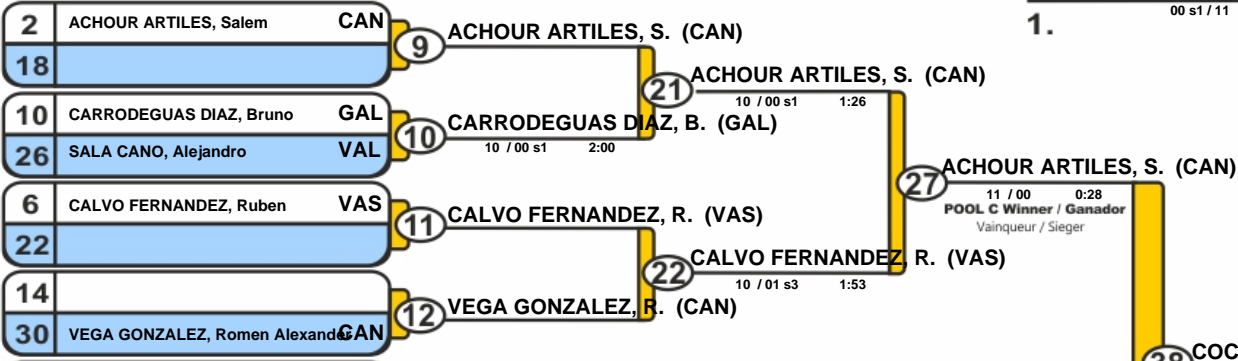 00 s1 / 11
1.
2 ACHOUR ARTILES, Salem CAN
18
9 ACHOUR ARTILES, S. (CAN)
21 ACHOUR ARTILES, S. (CAN)
10 / 00 s1 1:26
10 CARRODEGUAS DIAZ, Bruno GAL
26 SALA CANO, Alejandro VAL
10 CARRODEGUAS DIAZ, B. (GAL)
10 / 00 s1 2:00
27 ACHOUR ARTILES, S. (CAN)
11 / 00 0:28
POOL C Winner / Ganador
Vainqueur / Sieger
6 CALVO FERNANDEZ, Ruben VAS
22
11 CALVO FERNANDEZ, R. (VAS)
22 CALVO FERNANDEZ, R. (VAS)
10 / 01 s3 1:53
14
30 VEGA GONZALEZ, Romen Alexander CAN
12 VEGA GONZALEZ, R. (CAN)
38 COC